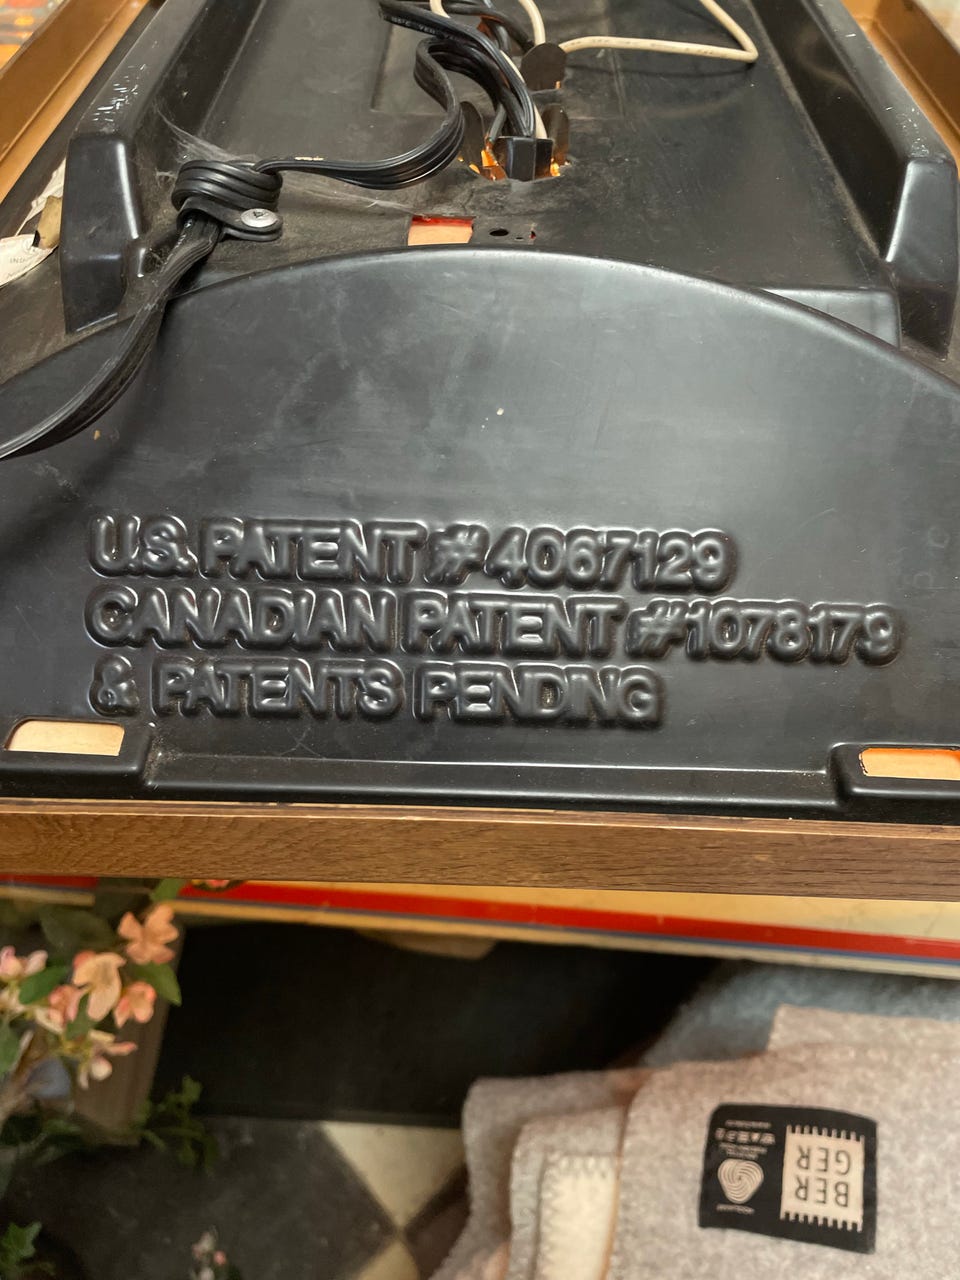 U.S. PATENT #4067129
CANADIAN PATENT #1078179
& PATENTS PENDING
BER
GER